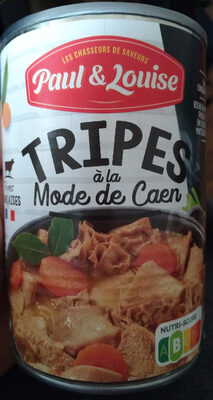 LES CHASSEURS DE SAVEURS
Paul & Louise
TRIPES
à la
Mode de Caen
NUTRI-SCORE
B